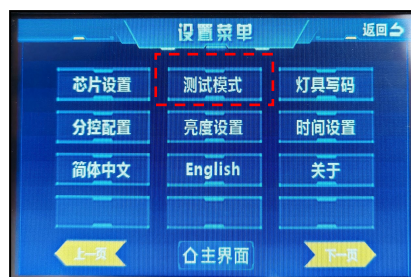 设置菜单
返回
芯片设置 测试模式 灯具写码
分控配置 亮度设置 时间设置
简体中文 English 关于
上一页 主界面 下一页